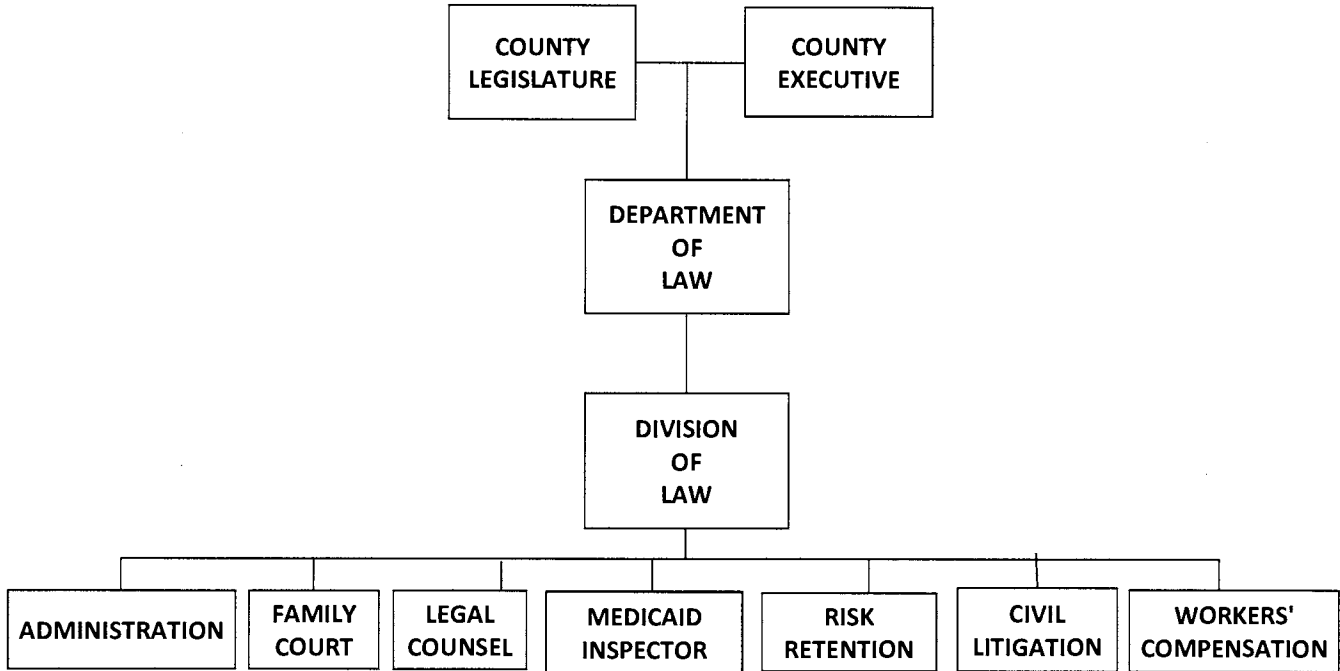 COUNTY
LEGISLATURE
COUNTY
EXECUTIVE
DEPARTMENT
OF
LAW
DIVISION
OF
LAW
ADMINISTRATION
FAMILY
COURT
LEGAL
COUNSEL
MEDICAID
INSPECTOR
RISK
RETENTION
CIVIL
LITIGATION
WORKERS'
COMPENSATION